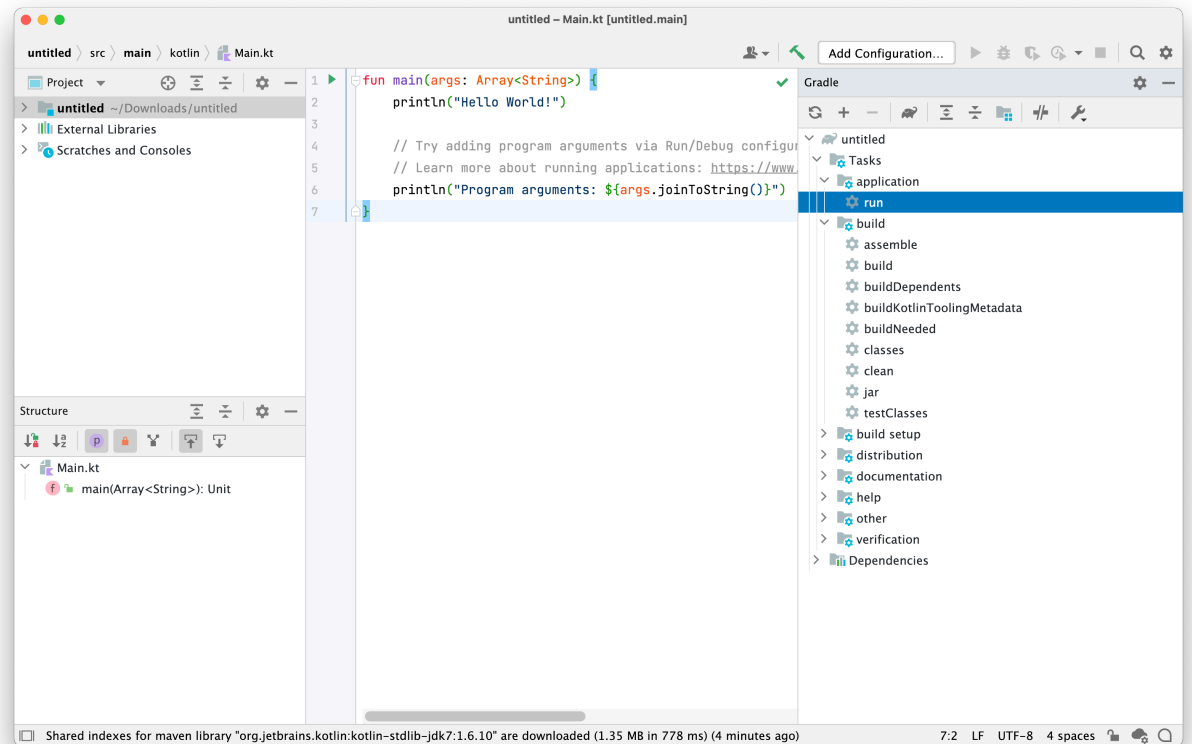 untitled – Main.kt [untitled.main]
untitled src main kotlin Main.kt
Add Configuration...
Project
untitled ~/Downloads/untitled
External Libraries
Scratches and Consoles
Structure
Main.kt
main(Array<String>): Unit
1 fun main(args: Array<String>) {
2 println("Hello World!")
3
4 // Try adding program arguments via Run/Debug configur
5 // Learn more about running applications: https://www.
6 println("Program arguments: ${args.joinToString()}")
7 }
Gradle
untitled
Tasks
application
run
build
assemble
build
buildDependents
buildKotlinToolingMetadata
buildNeeded
classes
clean
jar
testClasses
build setup
distribution
documentation
help
other
verification
Dependencies
Shared indexes for maven library "org.jetbrains.kotlin:kotlin-stdlib-jdk7:1.6.10" are downloaded (1.35 MB in 778 ms) (4 minutes ago) 7:2 LF UTF-8 4 spaces